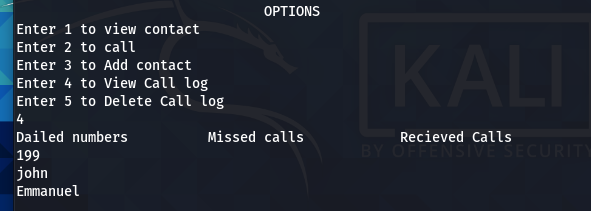 OPTIONS
Enter 1 to view contact
Enter 2 to call
Enter 3 to Add contact
Enter 4 to View Call log
Enter 5 to Delete Call log
4
Dailed numbers Missed calls Recieved Calls
199
john
Emmanuel
KALI
BY OFFENSIVE SECURITY